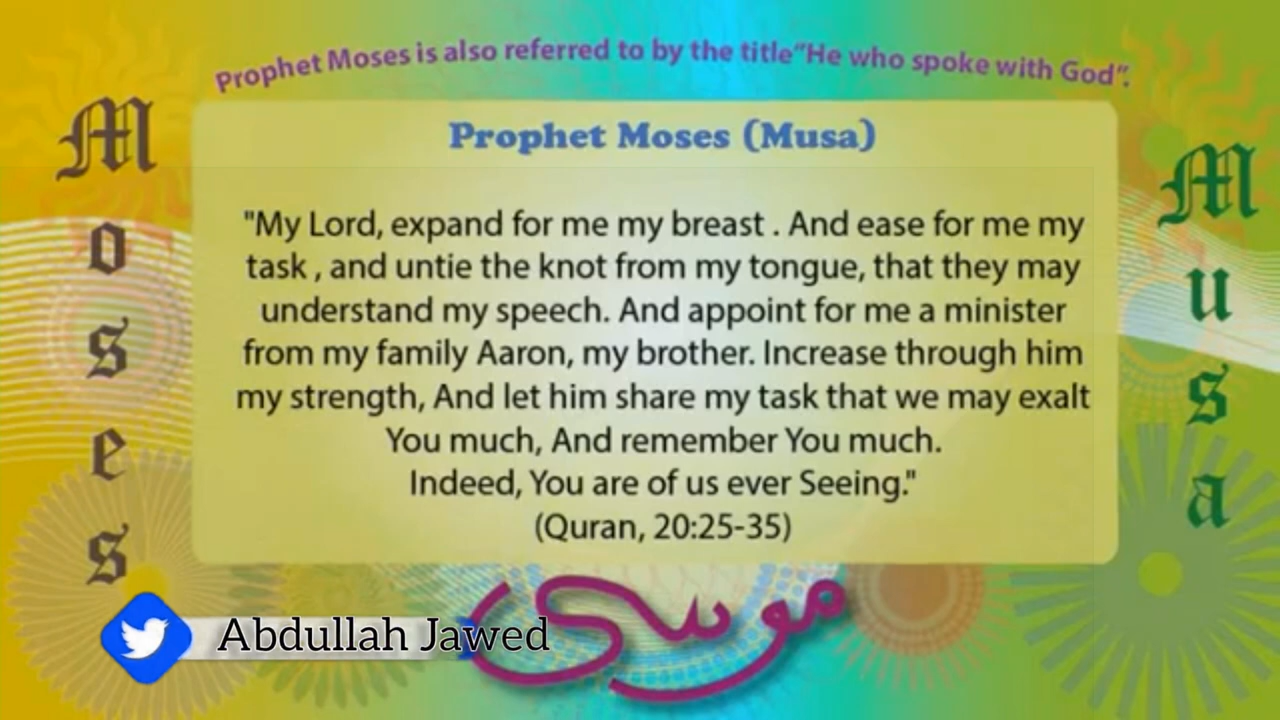 Prophet Moses is also referred to by the title“He who spoke with God”.
Prophet Moses (Musa)
"My Lord, expand for me my breast . And ease for me my
task , and untie the knot from my tongue, that they may
understand my speech. And appoint for me a minister
from my family Aaron, my brother. Increase through him
my strength, And let him share my task that we may exalt
You much, And remember You much.
Indeed, You are of us ever Seeing."
(Quran, 20:25-35)
Moses
Musa
موسى
Abdullah Jawed